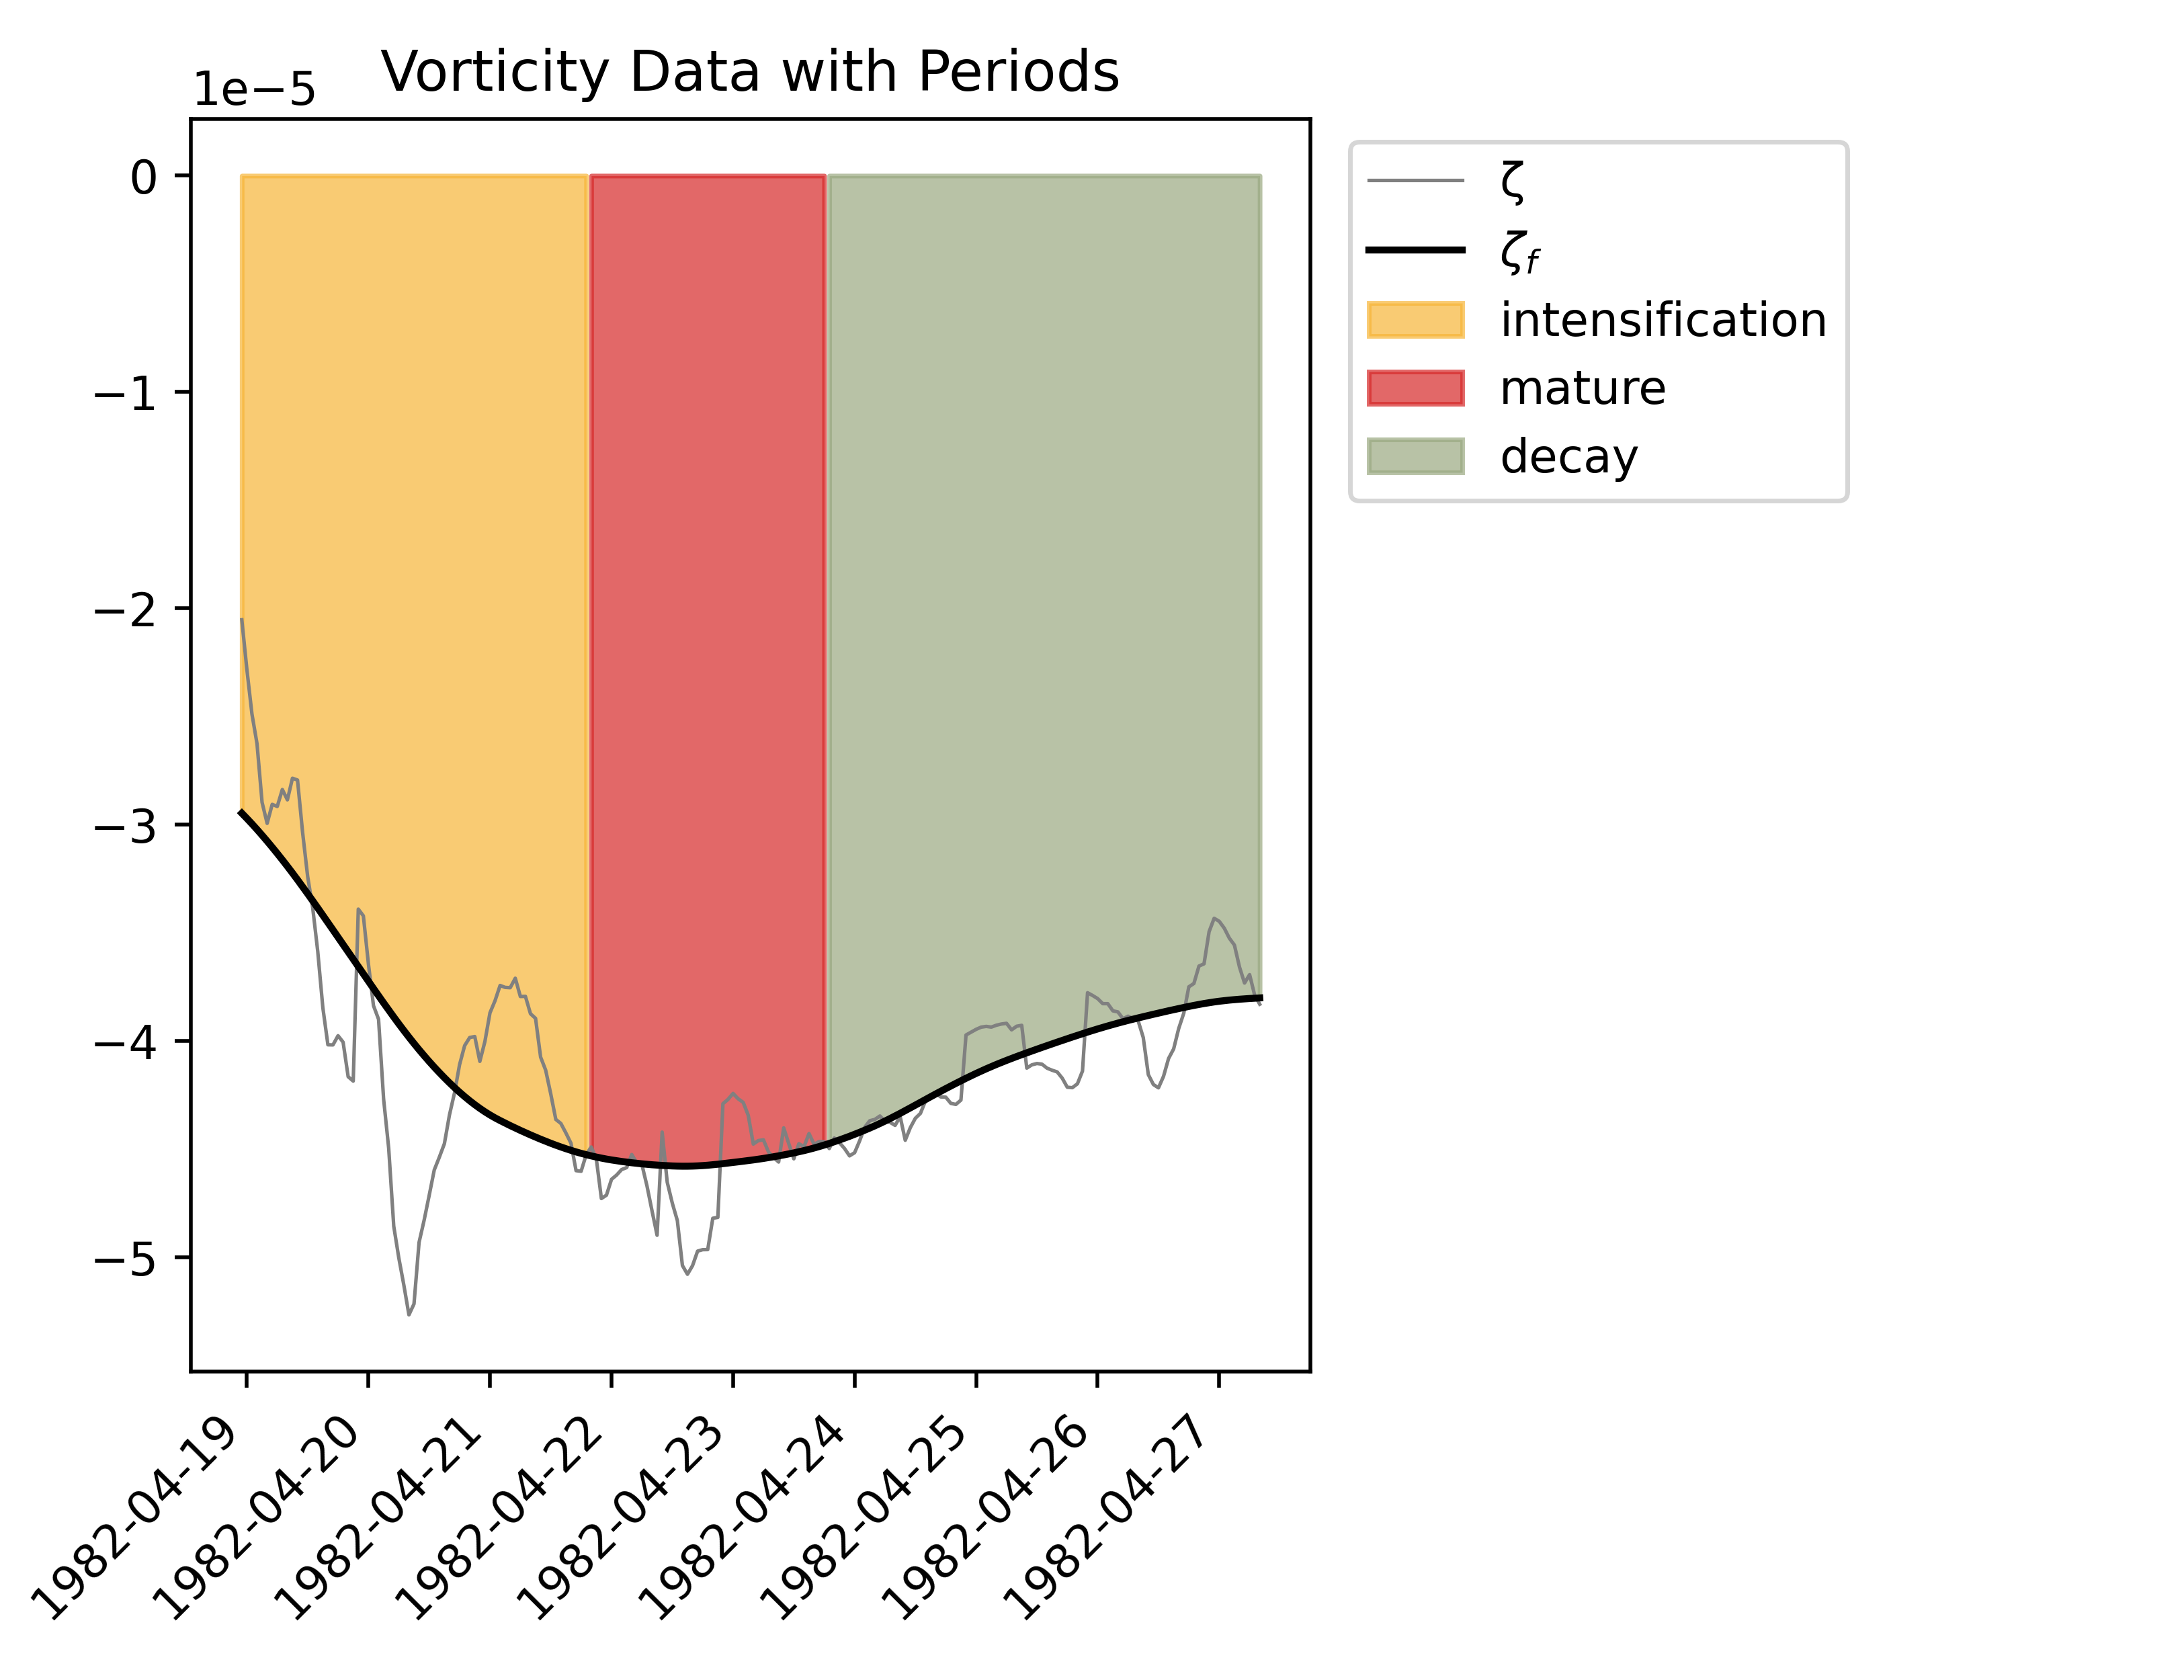 Vorticity Data with Periods
1e−5
0
−1
−2
−3
−4
−5
1982-04-19
1982-04-20
1982-04-21
1982-04-22
1982-04-23
1982-04-24
1982-04-25
1982-04-26
1982-04-27
ζ
ζf
intensification
mature
decay